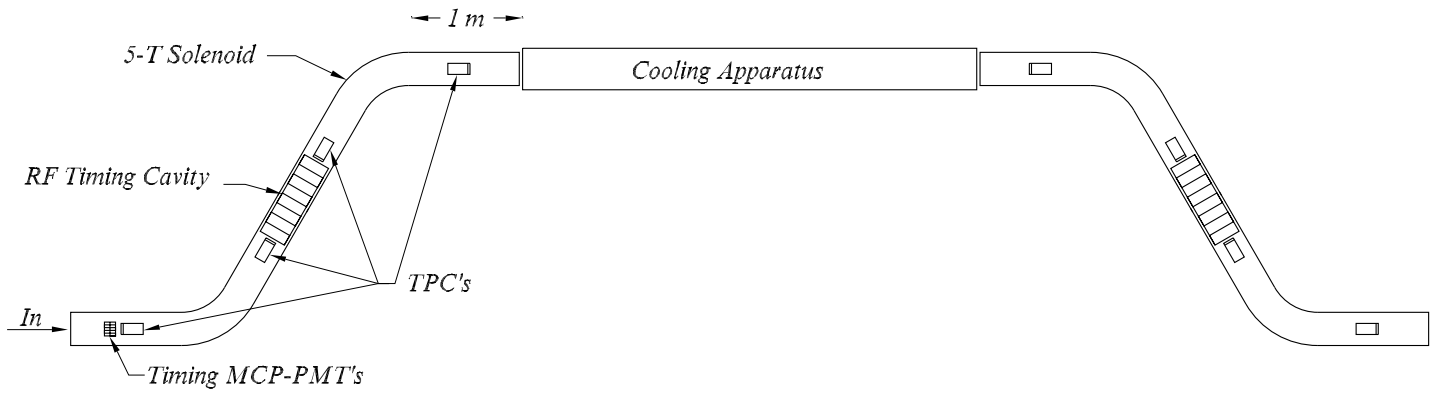 1 m
5-T Solenoid
Cooling Apparatus
RF Timing Cavity
TPC's
In
Timing MCP-PMT's